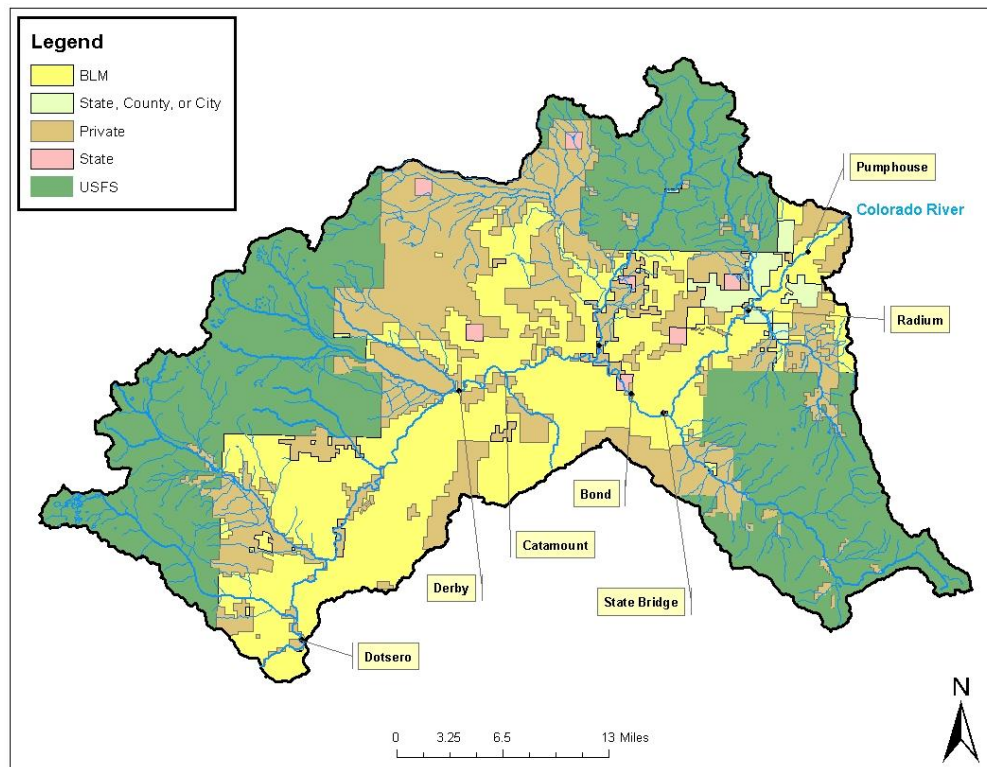 Legend
BLM
State, County, or City
Private
State
USFS
Pumphouse
Colorado River
Radium
Bond
Catamount
Derby
State Bridge
Dotsero
N
0 3.25 6.5 13 Miles